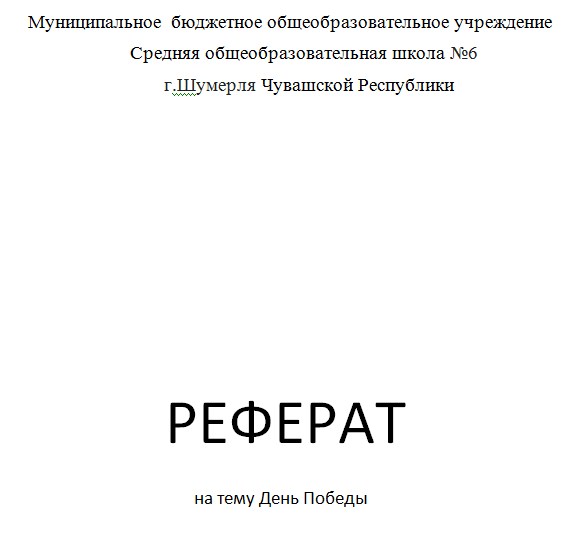 Муниципальное  бюджетное общеобразовательное учреждение
Средняя общеобразовательная школа №6
г.Шумерля Чувашской Республики
РЕФЕРАТ
на тему День Победы